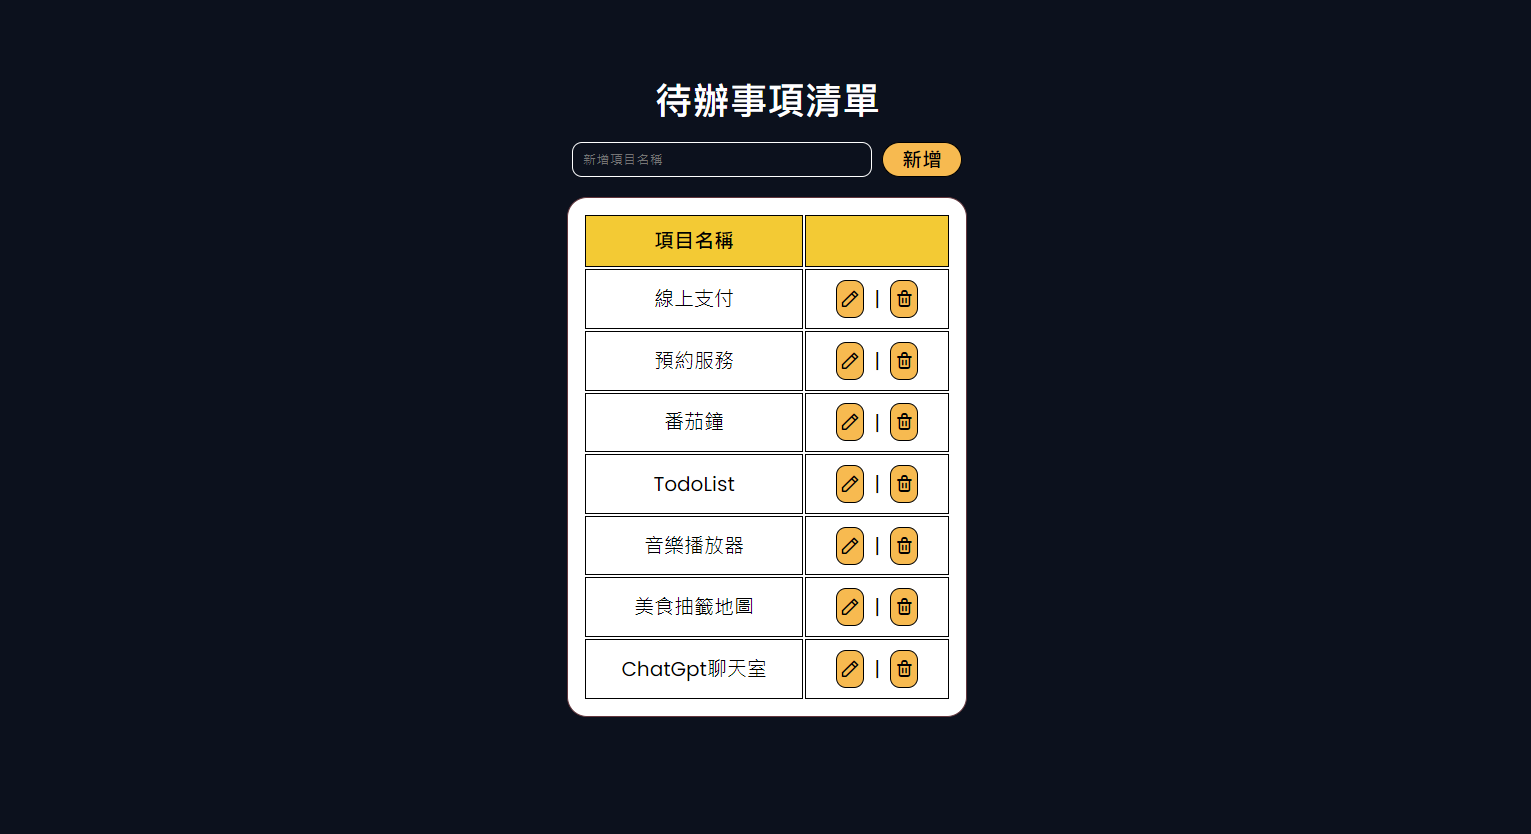 待辦事項清單
新增項目名稱 新增
項目名稱
線上支付 |
預約服務 |
番茄鐘 |
TodoList |
音樂播放器 |
美食抽籤地圖 |
ChatGpt聊天室 |